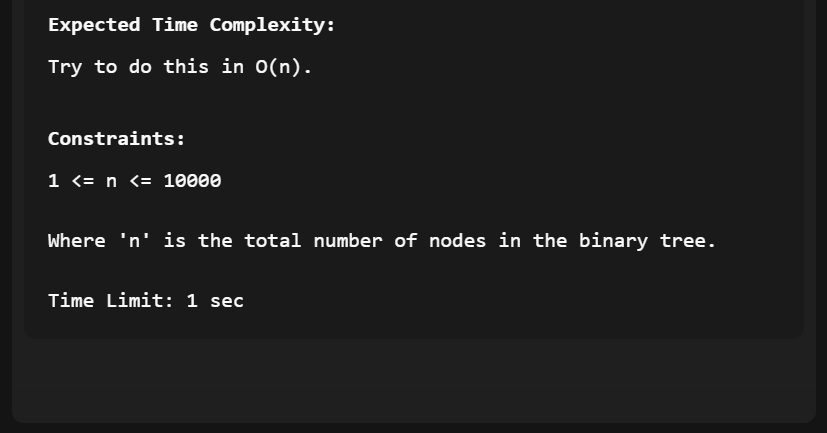 Expected Time Complexity:
Try to do this in O(n).
Constraints:
1 <= n <= 10000
Where 'n' is the total number of nodes in the binary tree.
Time Limit: 1 sec